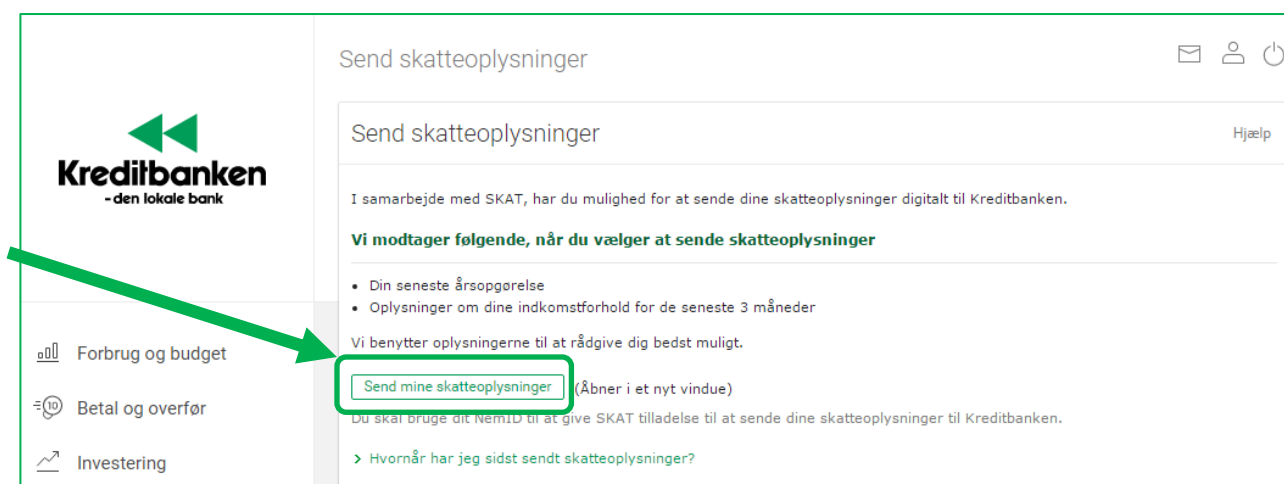 Send skatteoplysninger
Kreditbanken
- den lokale bank
Forbrug og budget
10
Betal og overfør
Investering
Send skatteoplysninger
Hjælp
I samarbejde med SKAT, har du mulighed for at sende dine skatteoplysninger digitalt til Kreditbanken.
Vi modtager følgende, når du vælger at sende skatteoplysninger
• Din seneste årsopgørelse
• Oplysninger om dine indkomstforhold for de seneste 3 måneder
Vi benytter oplysningerne til at rådgive dig bedst muligt.
Send mine skatteoplysninger (Åbner i et nyt vindue)
Du skal bruge dit NemID til at give SKAT tilladelse til at sende dine skatteoplysninger til Kreditbanken.
> Hvornår har jeg sidst sendt skatteoplysninger?